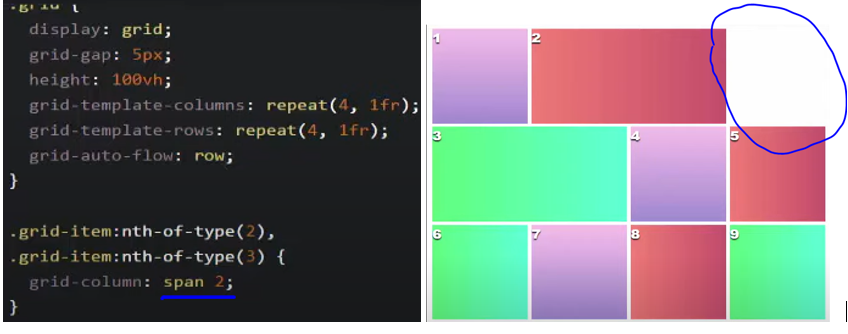 .grid {
display: grid;
grid-gap: 5px;
height: 100vh;
grid-template-columns: repeat(4, 1fr);
grid-template-rows: repeat(4, 1fr);
grid-auto-flow: row;
}
.grid-item:nth-of-type(2),
.grid-item:nth-of-type(3) {
grid-column: span 2;
}
1 2
3 4 5
6 7 8 9